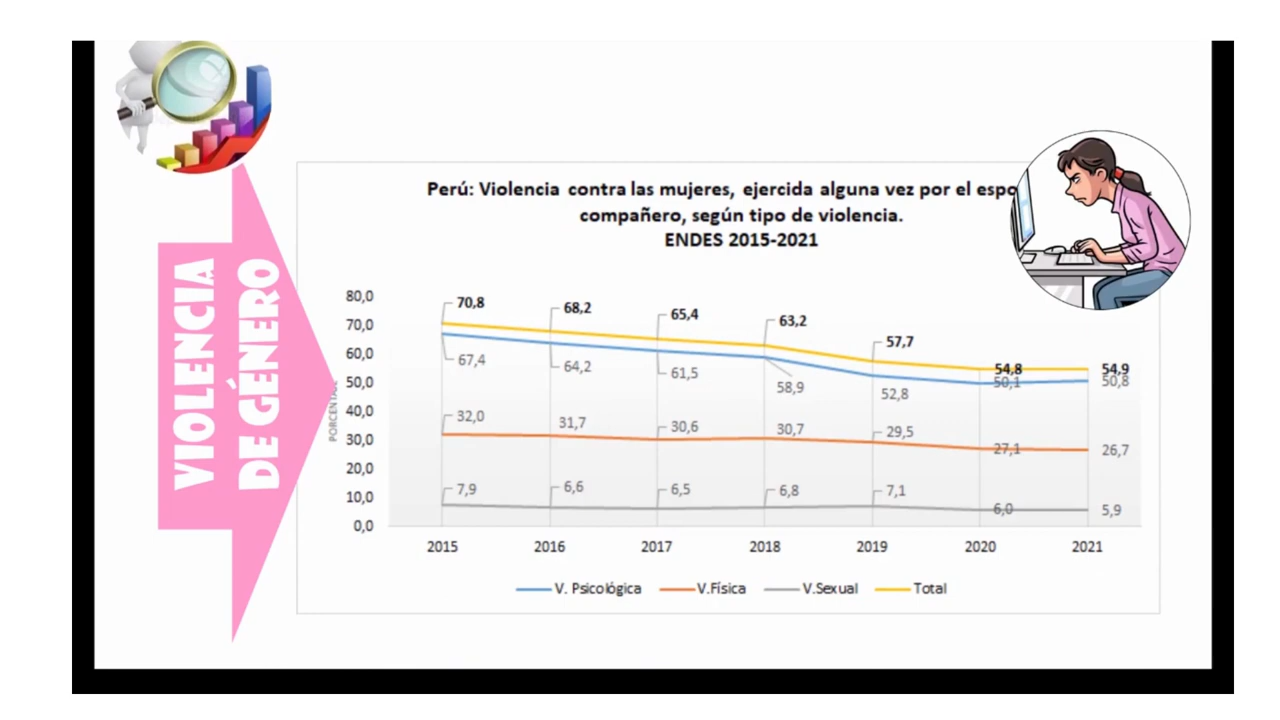 VIOLENCIA
DE GÉNERO
Perú: Violencia contra las mujeres, ejercida alguna vez por el
compañero, según tipo de violencia.
ENDES 2015-2021
80,0
70,0
60,0
50,0
40,0
30,0
20,0
10,0
0,0
70,8 68,2 65,4 63,2 57,7 54,8 54,9
67,4 64,2 61,5 58,9 52,8 50,1 50,8
32,0 31,7 30,6 30,7 29,5 27,1 26,7
7,9 6,6 6,5 6,8 7,1 6,0 5,9
2015 2016 2017 2018 2019 2020 2021
V. Psicológica V.Física V.Sexual Total